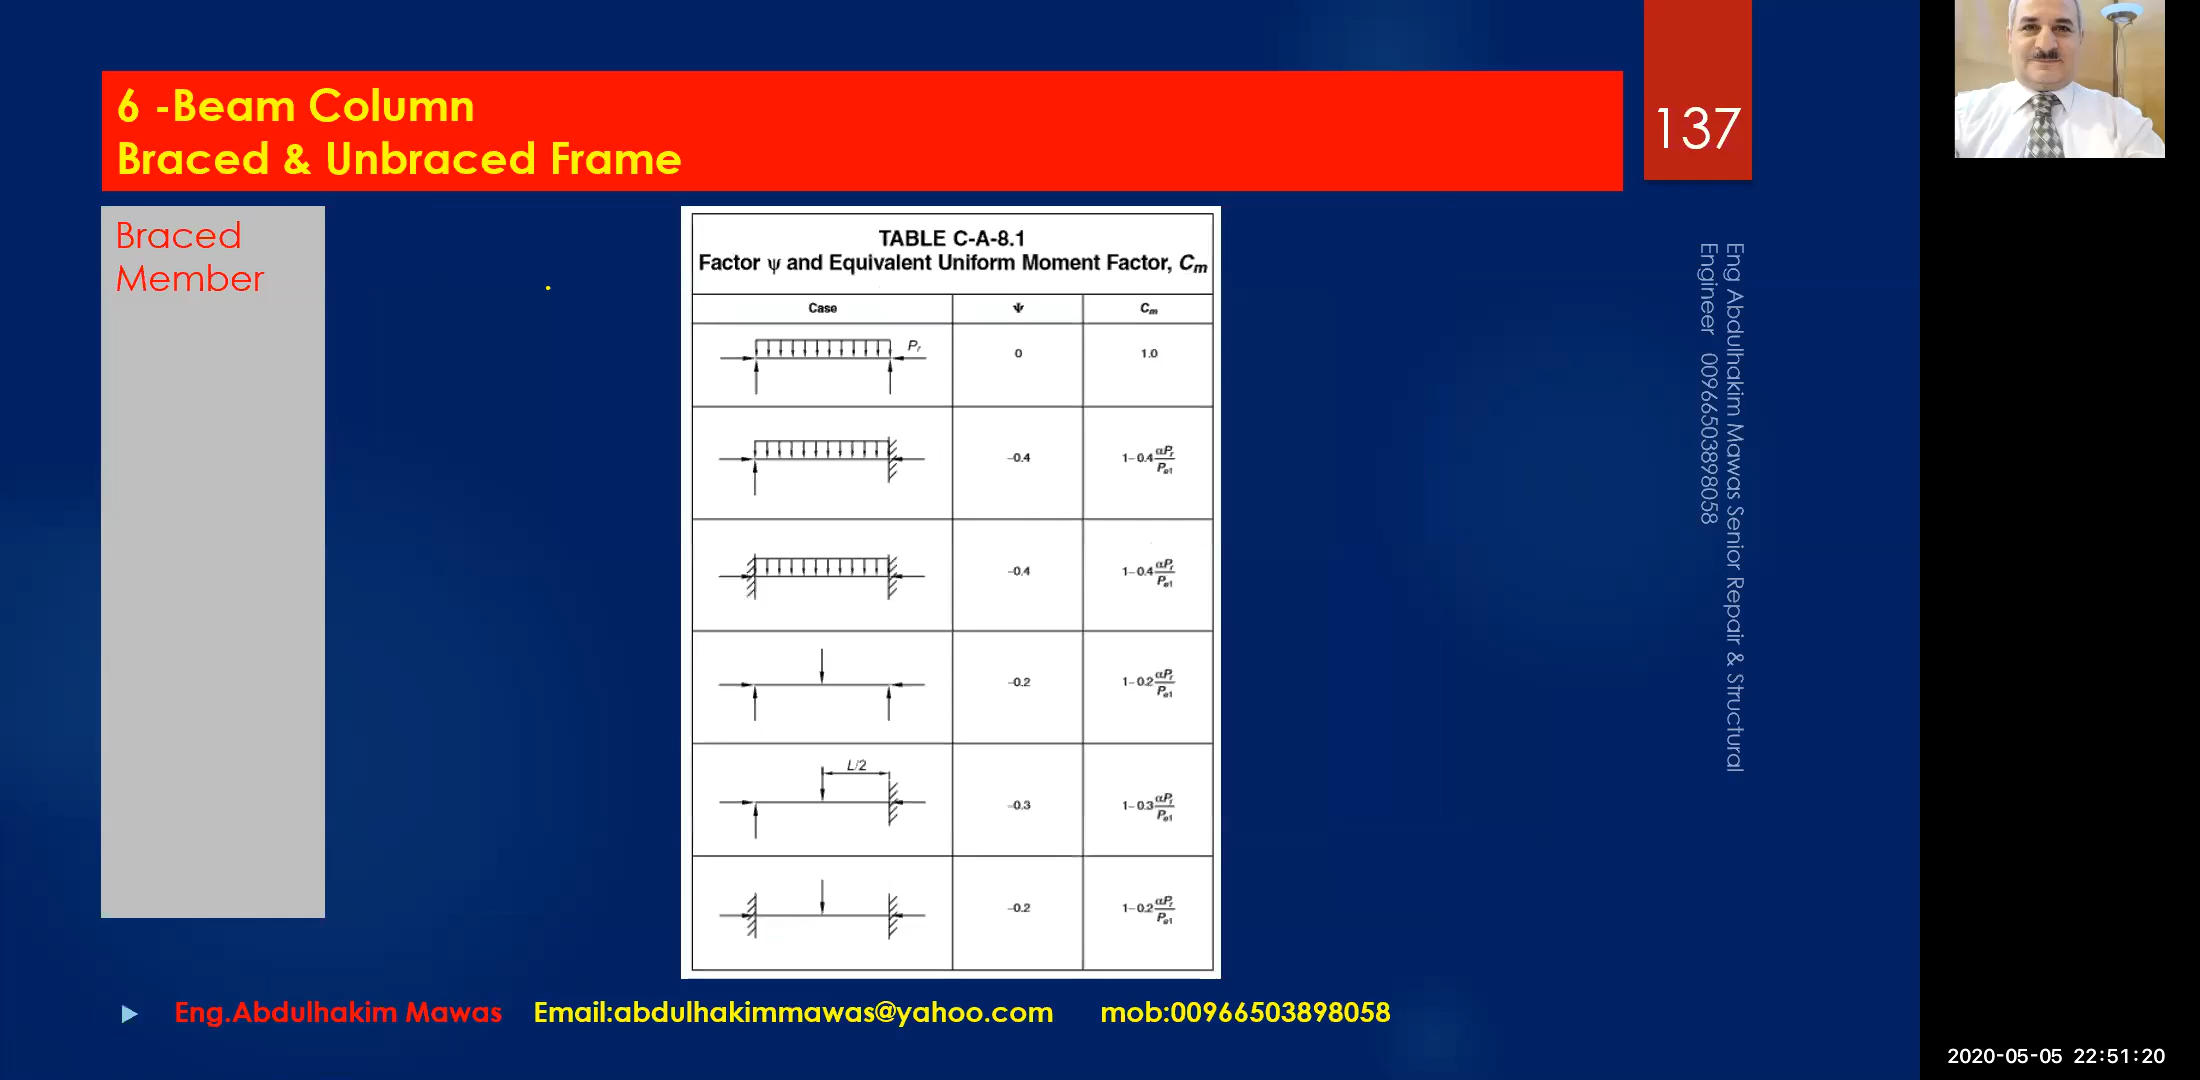 6 -Beam Column
Braced & Unbraced Frame
137
Braced
Member
TABLE C-A-8.1
Factor ψ and Equivalent Uniform Moment Factor, Cm
Case Ψ Cm
Pr 0 1.0
-0.4 1-0.4 αPr/Pe1
-0.4 1-0.4 αPr/Pe1
-0.2 1-0.2 αPr/Pe1
L/2 -0.3 1-0.3 αPr/Pe1
-0.2 1-0.2 αPr/Pe1
Eng Abdulhakim Mawas Senior Repair & Structural
Engineer 00966503898058
Eng.Abdulhakim Mawas Email:abdulhakimmawas@yahoo.com mob:00966503898058
2020-05-05 22:51:20